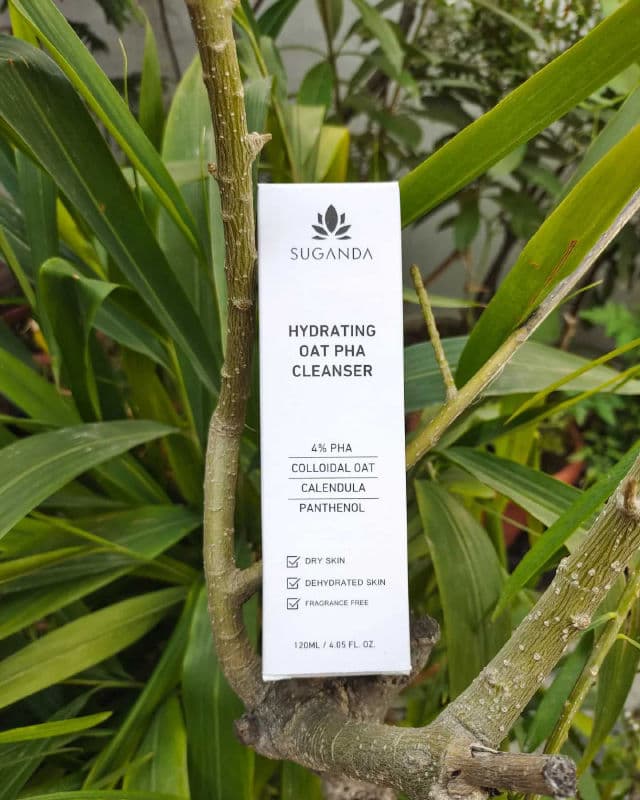 SUGANDA
HYDRATING
OAT PHA
CLEANSER
4% PHA
COLLOIDAL OAT
CALENDULA
PANTHENOL
DRY SKIN
DEHYDRATED SKIN
FRAGRANCE FREE
120ML / 4.05 FL. OZ.